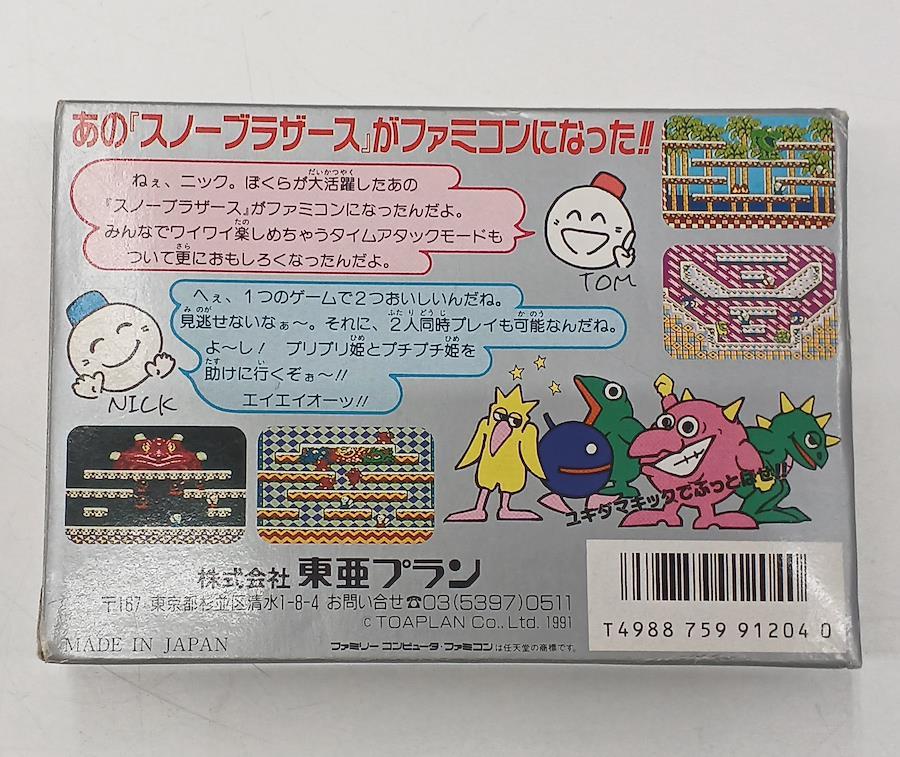 あの『スノーブラザース』がファミコンになった!!
ねぇ、ニック。ぼくらが大活躍したあの
『スノーブラザース』がファミコンになったんだよ。
みんなでワイワイ楽しめちゃうタイムアタックモードも
ついて更におもしろくなったんだよ。
TOM
へぇ、1つのゲームで2つおいしいんだね。
見逃せないなぁ〜。それに、2人同時プレイも可能なんだね。
よ〜し! プリプリ姫とプチプチ姫を
助けに行くぞぉ〜!!
エイエイオーッ!!
NICK
ユキダマキックでぶっとばせ!!
株式会社 東亜プラン
〒167 東京都杉並区清水1-8-4 お問い合せ☎03(5397)0511
© TOAPLAN Co., Ltd. 1991
MADE IN JAPAN
ファミリーコンピュータ・ファミコンは任天堂の商標です。
T4988 759 91204 0